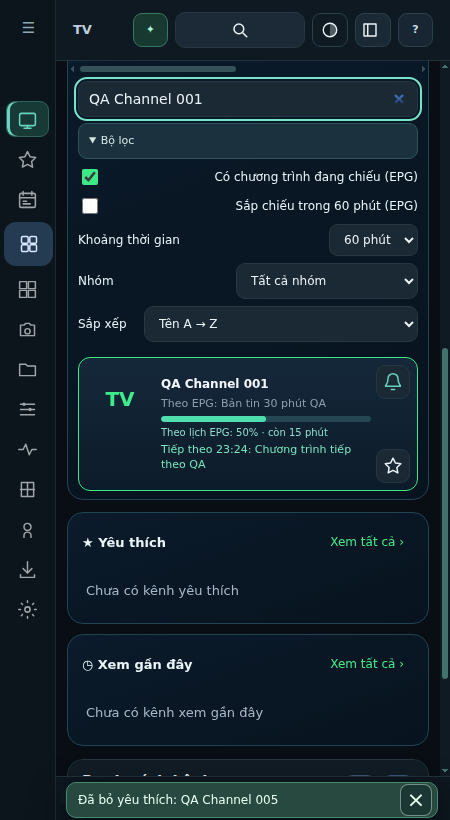 TV
?
QA Channel 001
▼ Bộ lọc
Có chương trình đang chiếu (EPG)
Sắp chiếu trong 60 phút (EPG)
Khoảng thời gian
60 phút
Nhóm
Tất cả nhóm
Sắp xếp
Tên A → Z
TV
QA Channel 001
Theo EPG: Bản tin 30 phút QA
Theo lịch EPG: 50% · còn 15 phút
Tiếp theo 23:24: Chương trình tiếp
theo QA
★ Yêu thích
Xem tất cả ›
Chưa có kênh yêu thích
◷ Xem gần đây
Xem tất cả ›
Chưa có kênh xem gần đây
Đã bỏ yêu thích: QA Channel 005